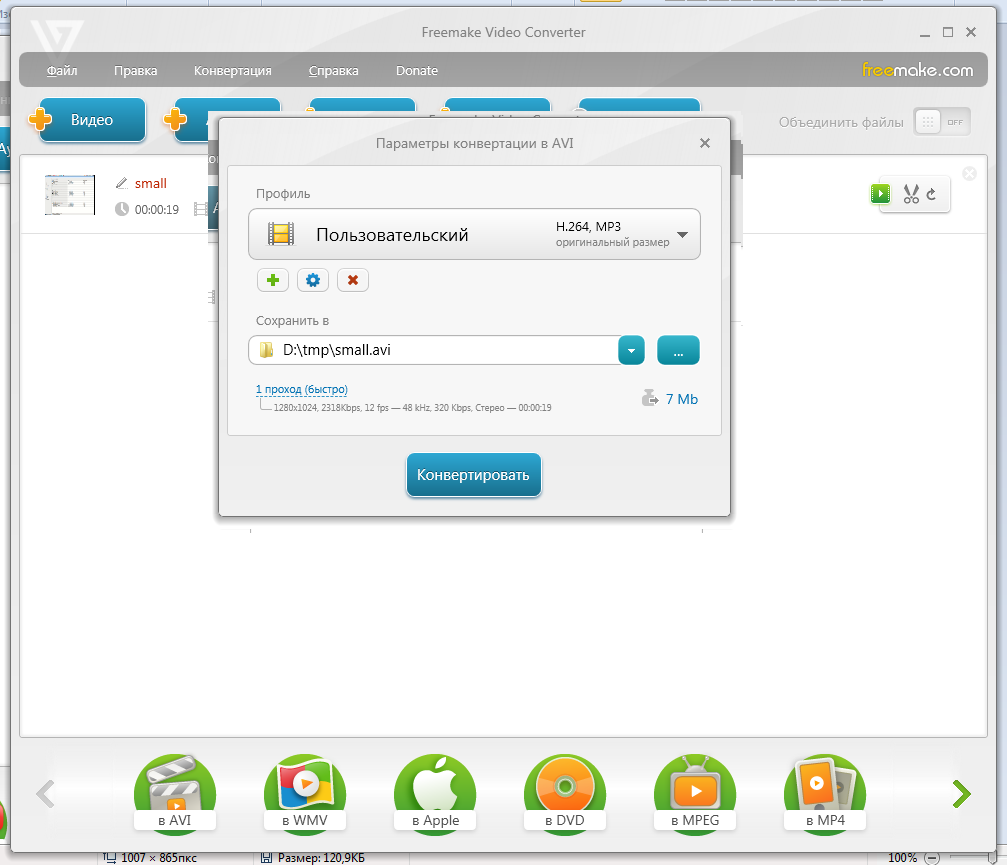 Freemake Video Converter
Файл Правка Конвертация Справка Donate
freemake.com
Видео
Объединить файлы OFF
Параметры конвертации в AVI
small
00:00:19
Профиль
Пользовательский
H.264, MP3
оригинальный размер
Сохранить в
D:\tmp\small.avi
...
1 проход (быстро)
1280x1024, 2318Kbps, 12 fps — 48 kHz, 320 Kbps, Стерео — 00:00:19
7 Mb
Конвертировать
в AVI в WMV в Apple в DVD в MPEG в MP4
1007 × 865пкс Размер: 120,9КБ 100%